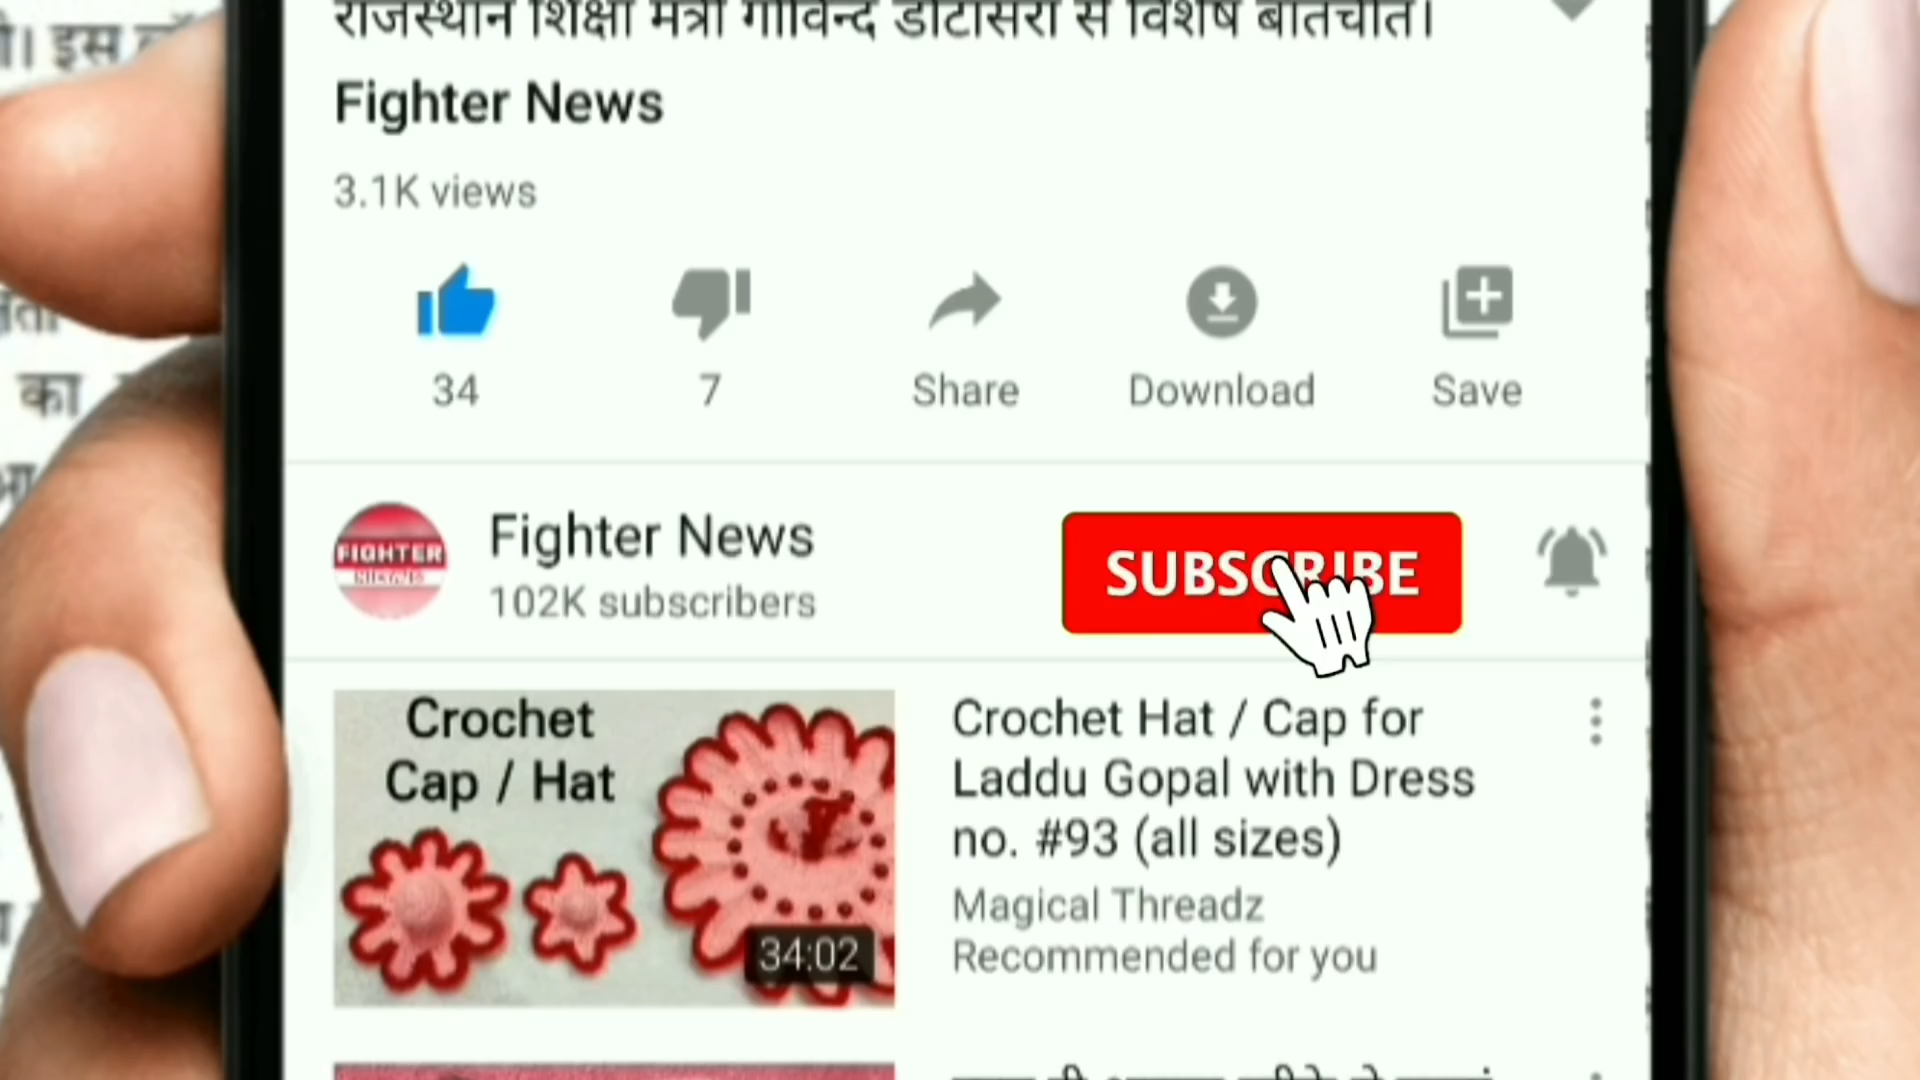 राजस्थान शिक्षा मंत्री गोविन्द डोटासरा से विशेष बातचीत।
Fighter News
3.1K views
34
7
Share
Download
Save
FIGHTER
Fighter News
102K subscribers
SUBSCRIBE
Crochet
Cap / Hat
34:02
Crochet Hat / Cap for
Laddu Gopal with Dress
no. #93 (all sizes)
Magical Threadz
Recommended for you
इस
का